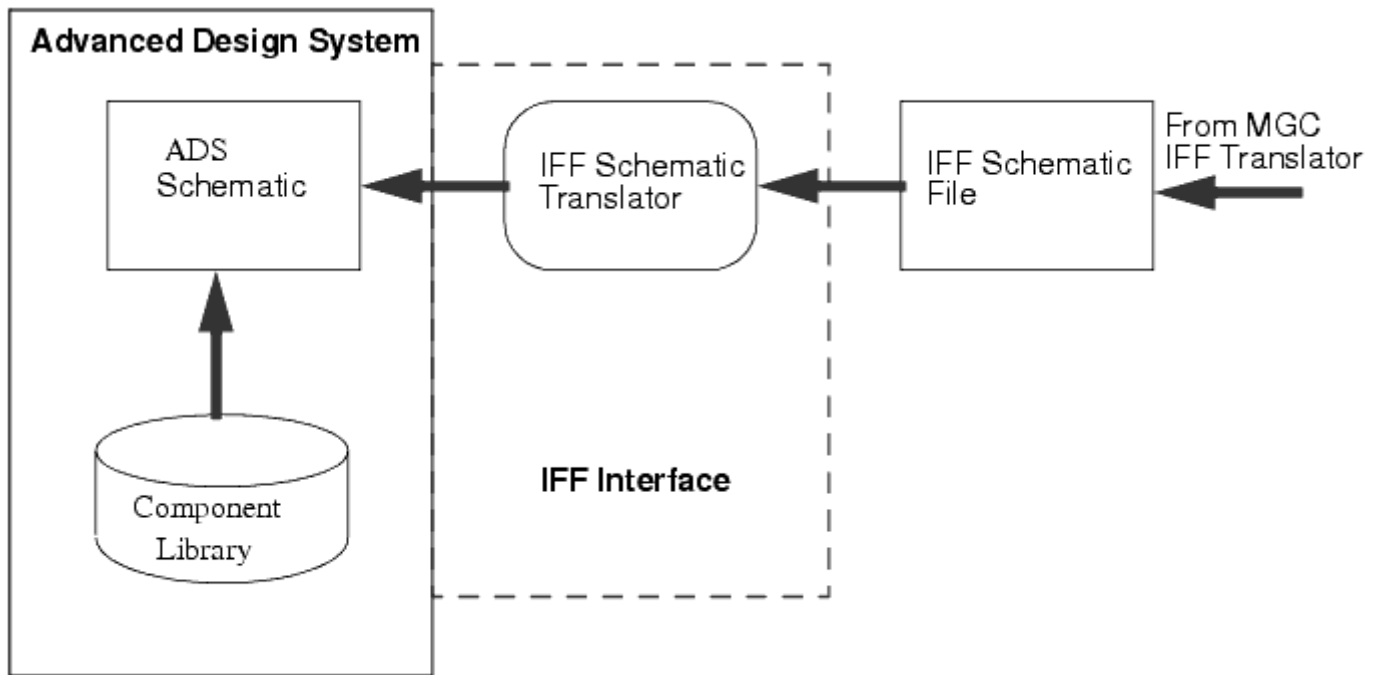 Advanced Design System
ADS
Schematic
IFF Schematic
Translator
IFF Schematic
File
From MGC
IFF Translator
Component
Library
IFF Interface